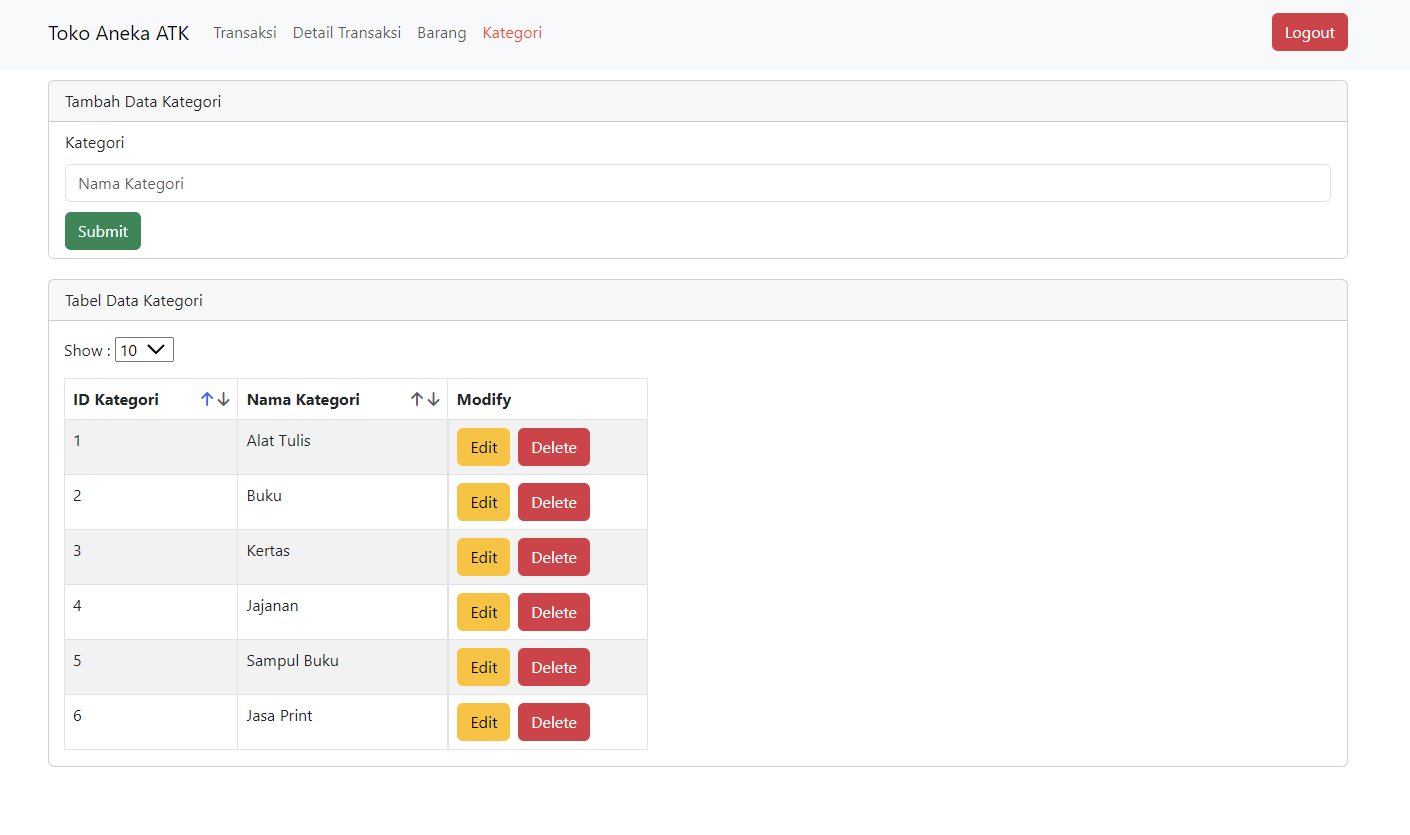 Toko Aneka ATK Transaksi Detail Transaksi Barang Kategori Logout
Tambah Data Kategori
Kategori
Nama Kategori
Submit
Tabel Data Kategori
Show : 10
ID Kategori Nama Kategori Modify
1 Alat Tulis Edit Delete
2 Buku Edit Delete
3 Kertas Edit Delete
4 Jajanan Edit Delete
5 Sampul Buku Edit Delete
6 Jasa Print Edit Delete